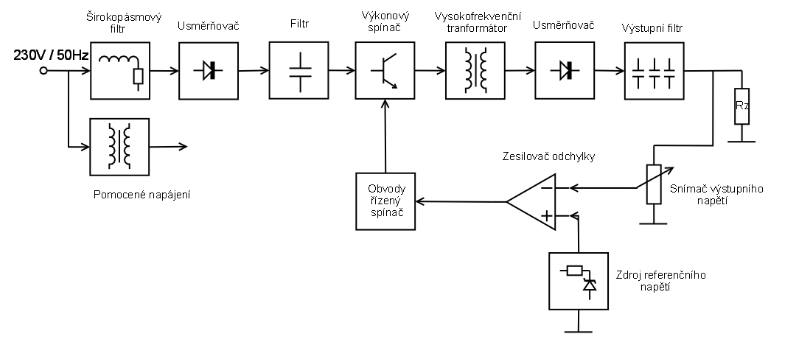 Širokopásmový
filtr
Usměrňovač
Filtr
Výkonový
spínač
Vysokofrekvenční
tranformátor
Usměrňovač
Výstupní filtr
230V / 50Hz
Rz
Pomocené napájení
Zesilovač odchylky
Obvody
řízený
spínač
Snímač výstupního
napětí
Zdroj referenčního
napětí